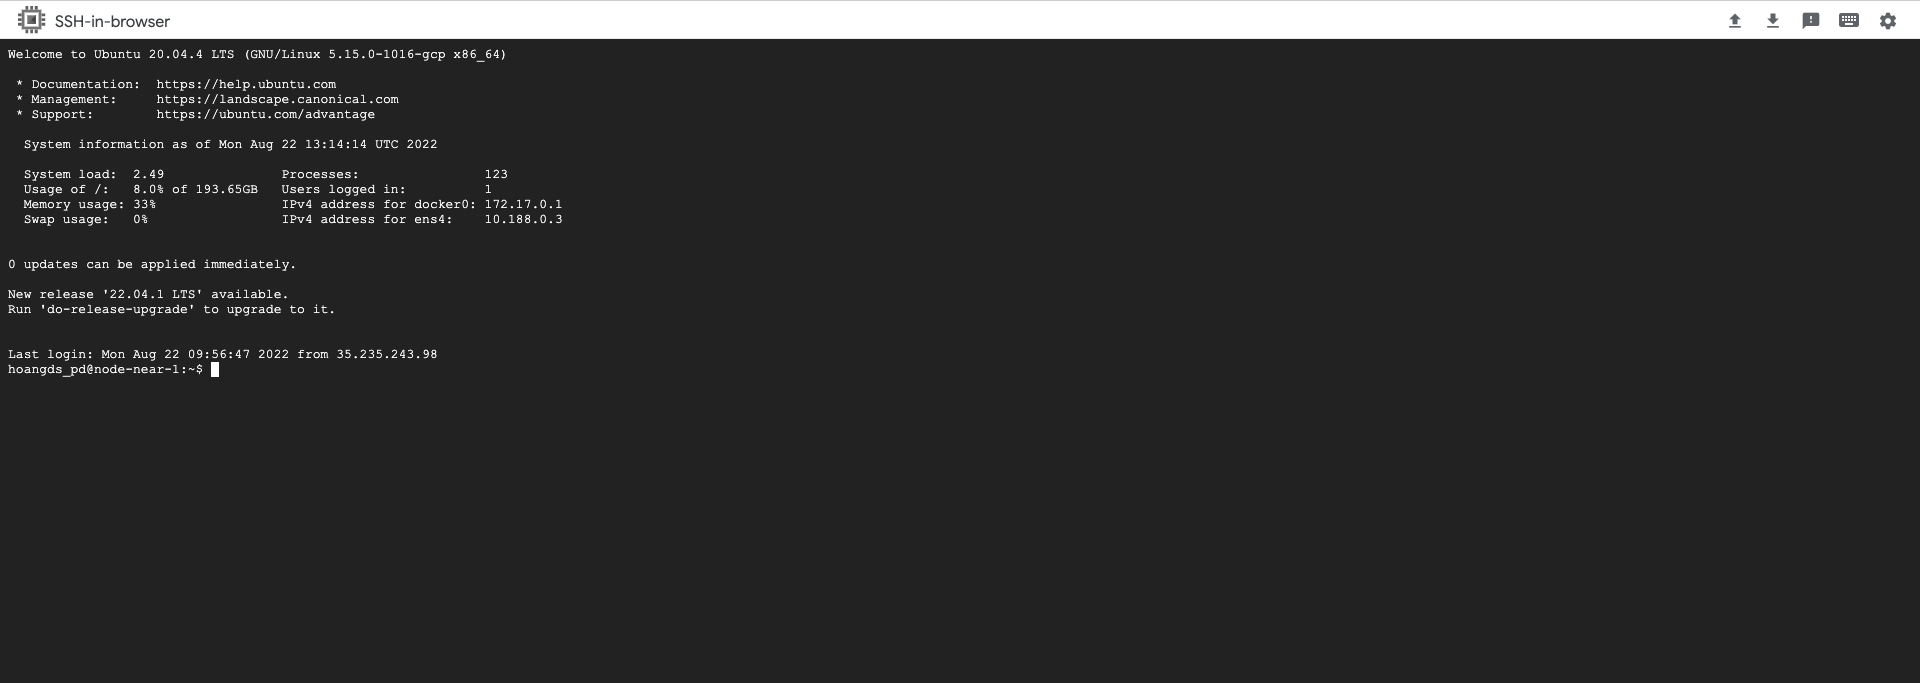 SSH-in-browser
Welcome to Ubuntu 20.04.4 LTS (GNU/Linux 5.15.0-1016-gcp x86_64)
* Documentation:  https://help.ubuntu.com
* Management:     https://landscape.canonical.com
* Support:        https://ubuntu.com/advantage
System information as of Mon Aug 22 13:14:14 UTC 2022
System load:  2.49               Processes:                123
Usage of /:   8.0% of 193.65GB   Users logged in:          1
Memory usage: 33%                IPv4 address for docker0: 172.17.0.1
Swap usage:   0%                 IPv4 address for ens4:    10.188.0.3
0 updates can be applied immediately.
New release '22.04.1 LTS' available.
Run 'do-release-upgrade' to upgrade to it.
Last login: Mon Aug 22 09:56:47 2022 from 35.235.243.98
hoangds_pd@node-near-1:~$